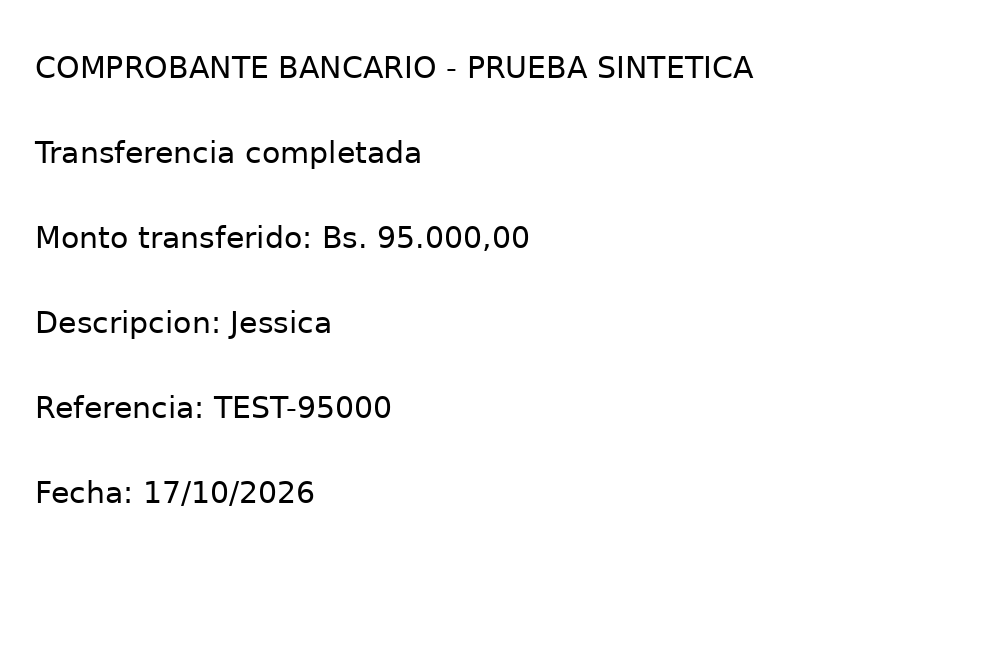 COMPROBANTE BANCARIO - PRUEBA SINTETICA
Transferencia completada
Monto transferido: Bs. 95.000,00
Descripcion: Jessica
Referencia: TEST-95000
Fecha: 17/10/2026